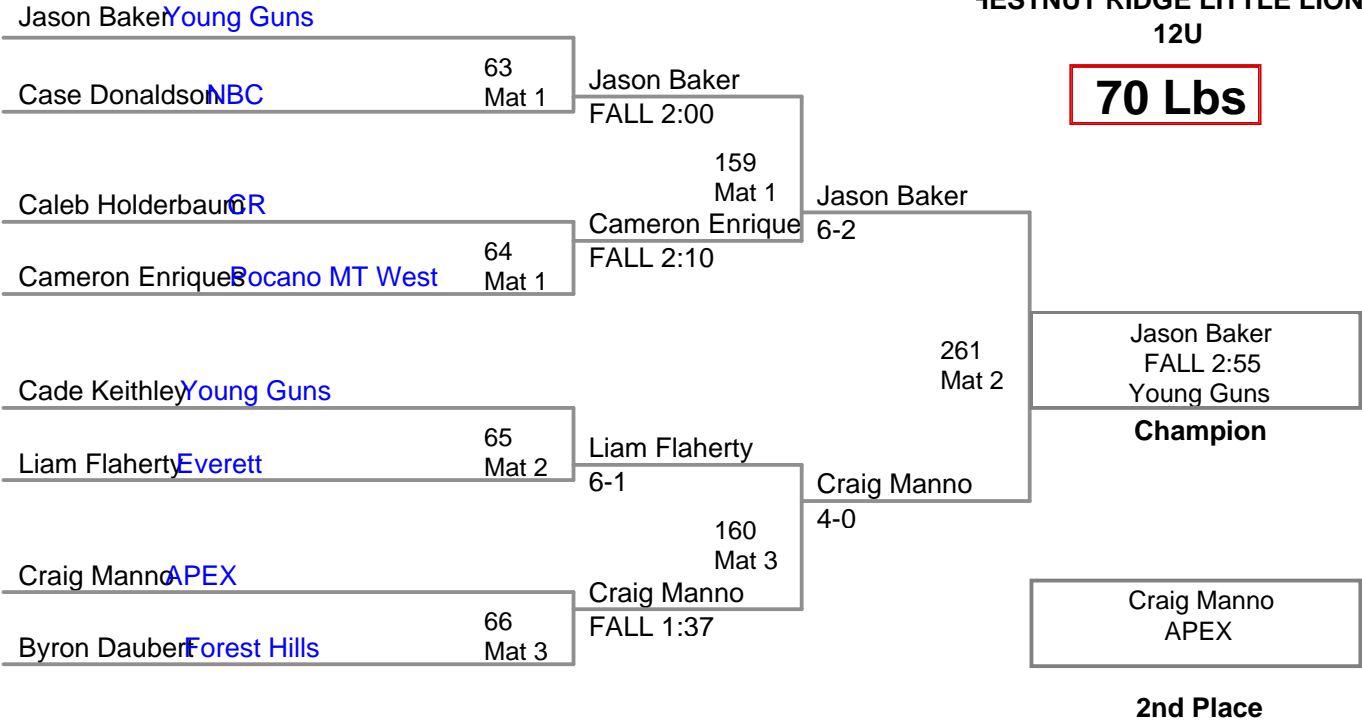 Jason Baker Young Guns
HESTNUT RIDGE LITTLE LION
12U
70 Lbs
63
Mat 1
Case Donaldson NBC
Jason Baker
FALL 2:00
159
Mat 1
Caleb Holderbaum CR
Jason Baker
6-2
Cameron Enrique
FALL 2:10
64
Mat 1
Cameron Enriques Pocano MT West
261
Mat 2
Jason Baker
FALL 2:55
Young Guns
Champion
Cade Keithley Young Guns
65
Mat 2
Liam Flaherty Everett
Liam Flaherty
6-1
Craig Manno
4-0
160
Mat 3
Craig Manno APEX
Craig Manno
FALL 1:37
66
Mat 3
Byron Daubert Forest Hills
Craig Manno
APEX
2nd Place